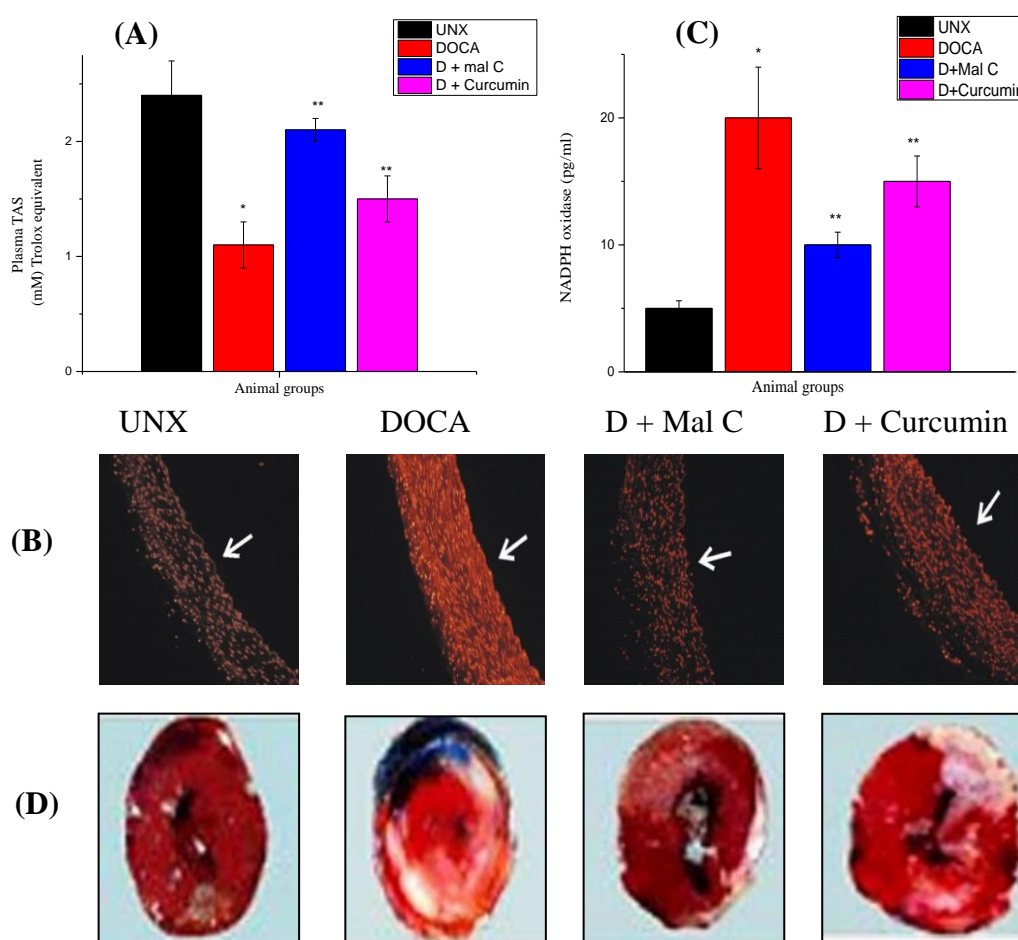 (A)
UNX
DOCA
D + mal C
D + Curcumin
Plasma TAS
(mM) Trolox equivalent
2
1
0
*
**
**
Animal groups
(C)
UNX
DOCA
D+Mal C
D+Curcumin
NADPH oxidase (pg/ml)
20
10
0
*
**
**
Animal groups
UNX DOCA D + Mal C D + Curcumin
(B)
(D)